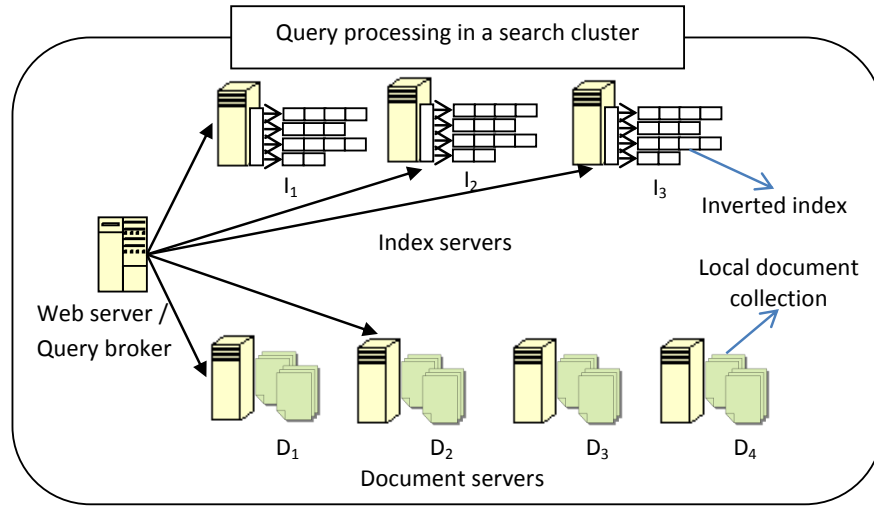 Query processing in a search cluster
I1
I2
I3
Inverted index
Index servers
Local document
collection
Web server /
Query broker
D1
D2
D3
D4
Document servers